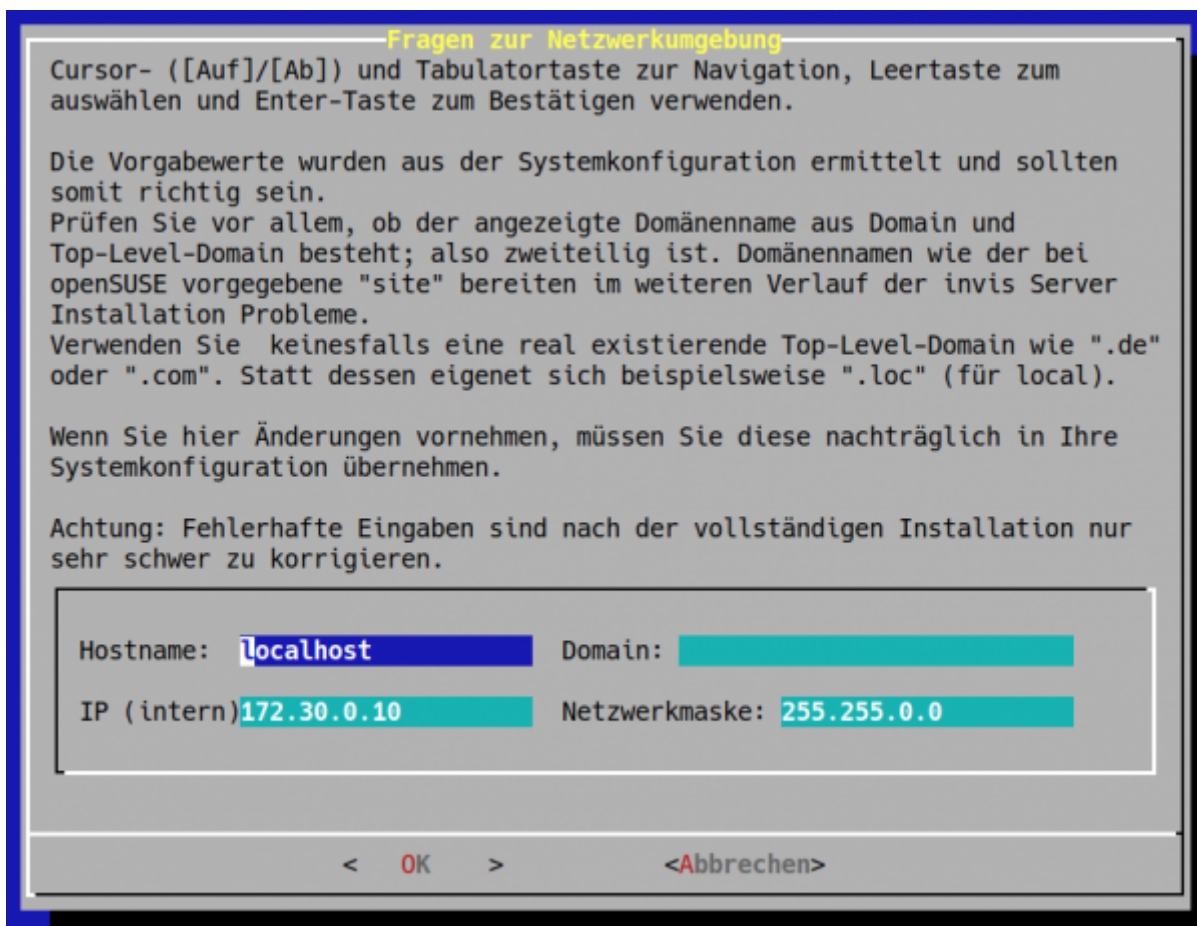 Fragen zur Netzwerkumgebung
Cursor- ([Auf]/[Ab]) und Tabulatortaste zur Navigation, Leertaste zum
auswählen und Enter-Taste zum Bestätigen verwenden.
Die Vorgabewerte wurden aus der Systemkonfiguration ermittelt und sollten
somit richtig sein.
Prüfen Sie vor allem, ob der angezeigte Domänenname aus Domain und
Top-Level-Domain besteht; also zweiteilig ist. Domänennamen wie der bei
openSUSE vorgegebene "site" bereiten im weiteren Verlauf der invis Server
Installation Probleme.
Verwenden Sie  keinesfalls eine real existierende Top-Level-Domain wie ".de"
oder ".com". Statt dessen eigenet sich beispielsweise ".loc" (für local).
Wenn Sie hier Änderungen vornehmen, müssen Sie diese nachträglich in Ihre
Systemkonfiguration übernehmen.
Achtung: Fehlerhafte Eingaben sind nach der vollständigen Installation nur
sehr schwer zu korrigieren.
Hostname: localhost Domain:
IP (intern)172.30.0.10 Netzwerkmaske: 255.255.0.0
< OK > <Abbrechen>